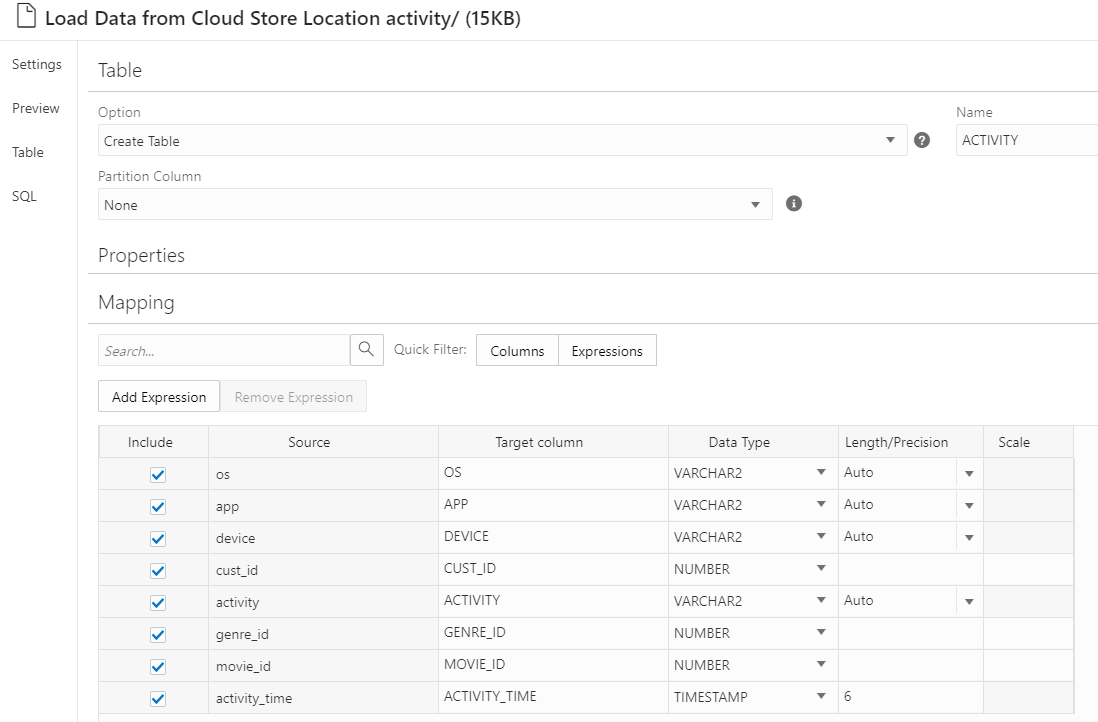 Load Data from Cloud Store Location activity/ (15KB)
Settings
Preview
Table
SQL
Table
Option Name
Create Table ? ACTIVITY
Partition Column
None i
Properties
Mapping
Search... Quick Filter: Columns Expressions
Add Expression Remove Expression
Include Source Target column Data Type Length/Precision Scale
os OS VARCHAR2 Auto
app APP VARCHAR2 Auto
device DEVICE VARCHAR2 Auto
cust_id CUST_ID NUMBER
activity ACTIVITY VARCHAR2 Auto
genre_id GENRE_ID NUMBER
movie_id MOVIE_ID NUMBER
activity_time ACTIVITY_TIME TIMESTAMP 6